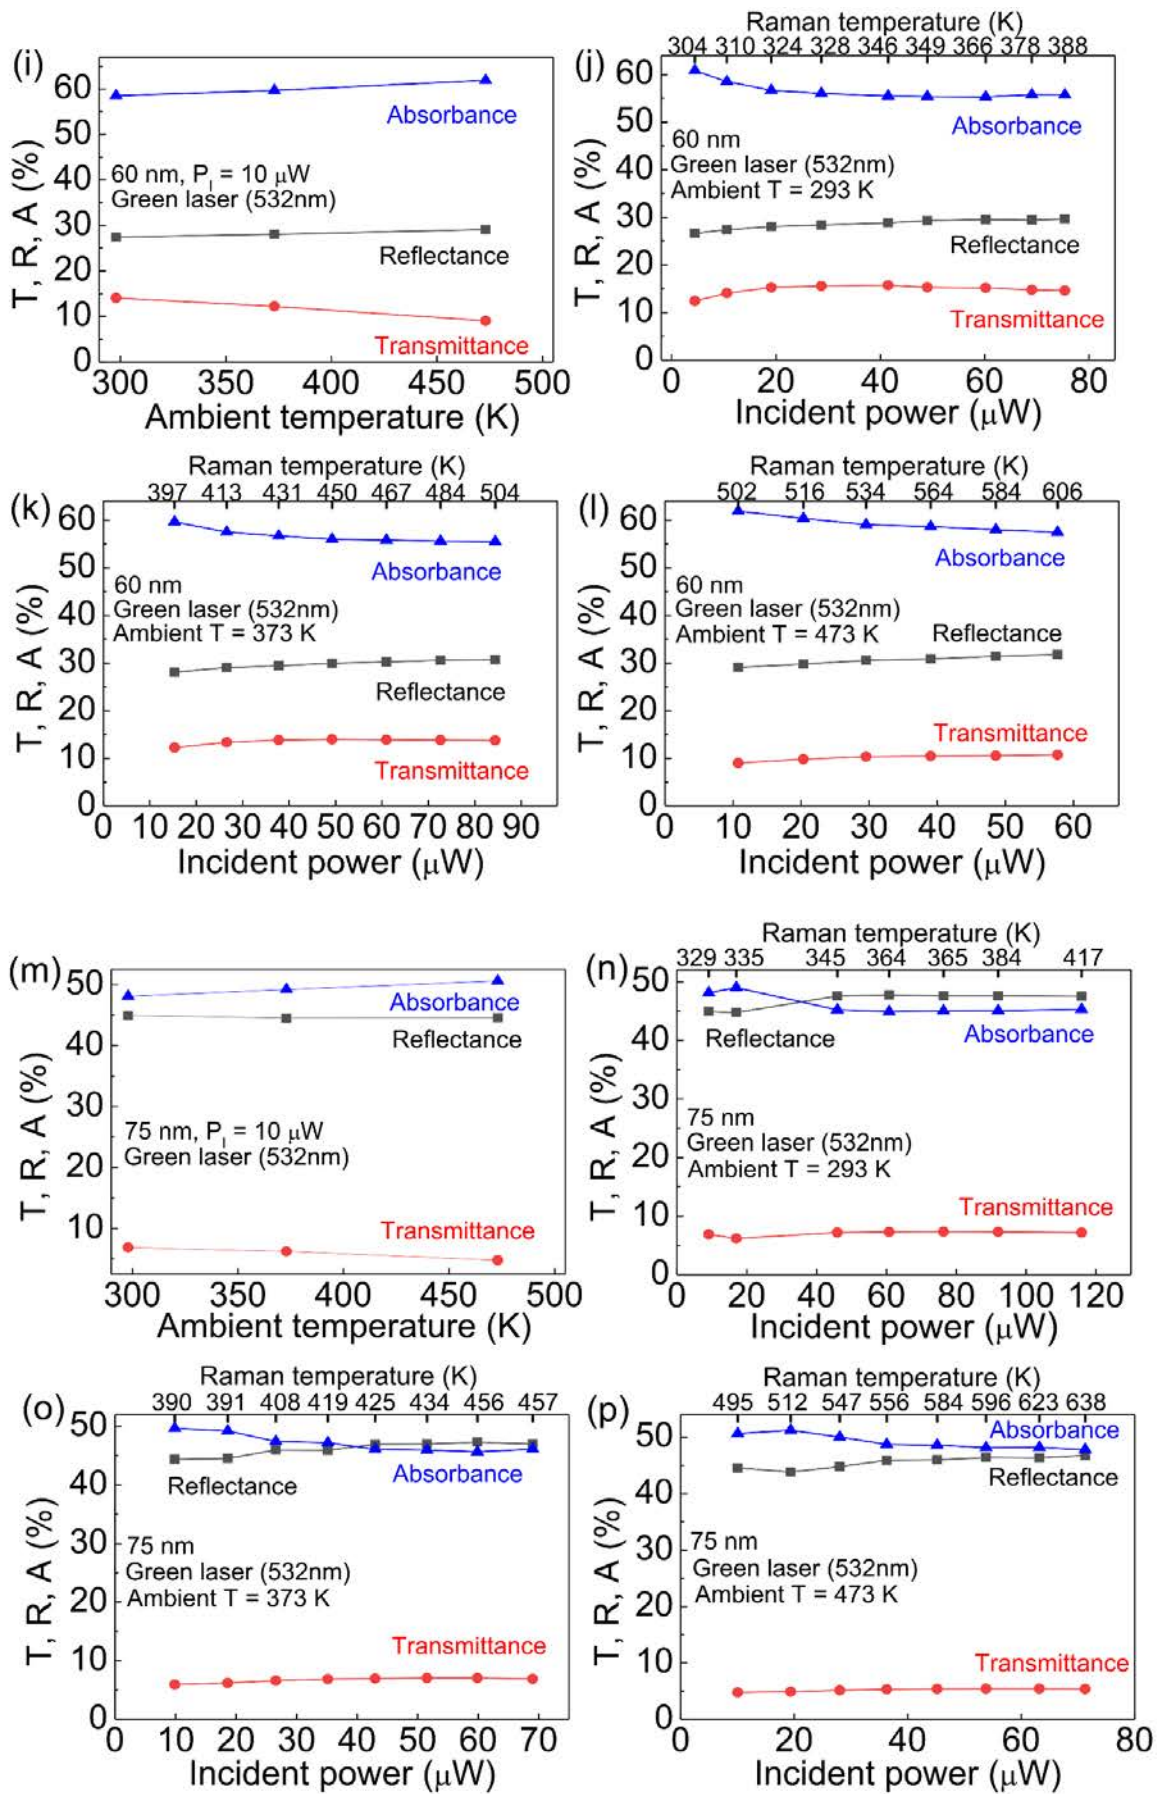 (i)
T, R, A (%)
60
50
40
30
20
10
0
Absorbance
60 nm, P_I = 10 μW
Green laser (532nm)
Reflectance
Transmittance
300 350 400 450 500
Ambient temperature (K)
(j)
Raman temperature (K)
304 310 324 328 346 349 366 378 388
T, R, A (%)
60
50
40
30
20
10
0
Absorbance
60 nm
Green laser (532nm)
Ambient T = 293 K
Reflectance
Transmittance
0 20 40 60 80
Incident power (μW)
(k)
Raman temperature (K)
397 413 431 450 467 484 504
T, R, A (%)
60
50
40
30
20
10
0
Absorbance
60 nm
Green laser (532nm)
Ambient T = 373 K
Reflectance
Transmittance
0 10 20 30 40 50 60 70 80 90
Incident power (μW)
(l)
Raman temperature (K)
502 516 534 564 584 606
T, R, A (%)
60
50
40
30
20
10
0
Absorbance
60 nm
Green laser (532nm)
Ambient T = 473 K
Reflectance
Transmittance
0 10 20 30 40 50 60
Incident power (μW)
(m)
T, R, A (%)
50
40
30
20
10
Absorbance
Reflectance
75 nm, P_I = 10 μW
Green laser (532nm)
Transmittance
300 350 400 450 500
Ambient temperature (K)
(n)
Raman temperature (K)
329 335 345 364 365 384 417
T, R, A (%)
50
40
30
20
10
0
Reflectance
Absorbance
75 nm
Green laser (532nm)
Ambient T = 293 K
Transmittance
0 20 40 60 80 100 120
Incident power (μW)
(o)
Raman temperature (K)
390 391 408 419 425 434 456 457
T, R, A (%)
50
40
30
20
10
0
Reflectance
Absorbance
75 nm
Green laser (532nm)
Ambient T = 373 K
Transmittance
0 10 20 30 40 50 60 70
Incident power (μW)
(p)
Raman temperature (K)
495 512 547 556 584 596 623 638
T, R, A (%)
50
40
30
20
10
0
Absorbance
Reflectance
75 nm
Green laser (532nm)
Ambient T = 473 K
Transmittance
0 20 40 60 80
Incident power (μW)